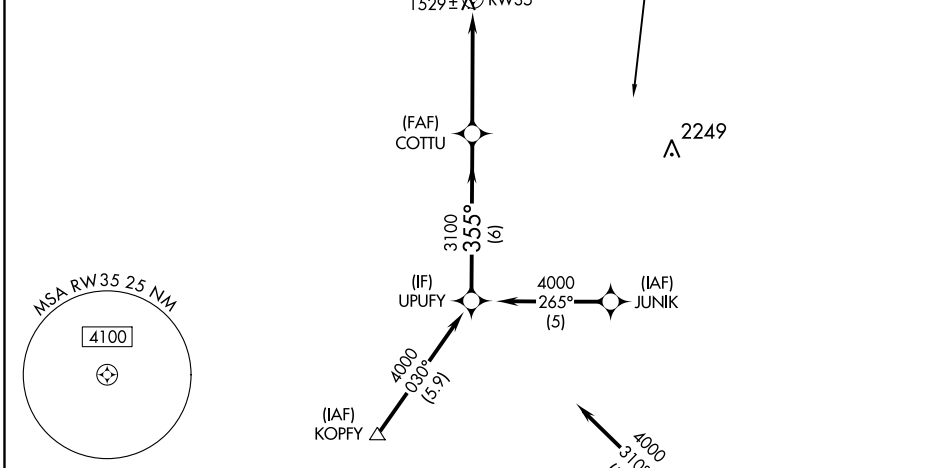 1529±
RW35
(FAF)
COTTU
2249
3100
355°
(6)
(IF)
UPUFY
4000
265°
(5)
(IAF)
JUNIK
MSA RW35 25 NM
4100
4000
030°
(5.9)
(IAF)
KOPFY
4000
310°